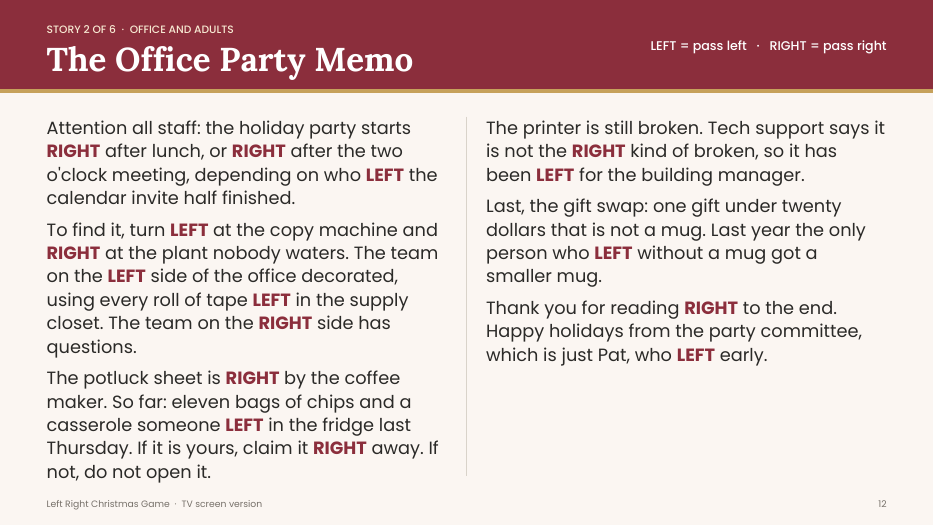 STORY 2 OF 6 · OFFICE AND ADULTS
The Office Party Memo
LEFT = pass left · RIGHT = pass right
Attention all staff: the holiday party starts
RIGHT after lunch, or RIGHT after the two
o'clock meeting, depending on who LEFT the
calendar invite half finished.
To find it, turn LEFT at the copy machine and
RIGHT at the plant nobody waters. The team
on the LEFT side of the office decorated,
using every roll of tape LEFT in the supply
closet. The team on the RIGHT side has
questions.
The potluck sheet is RIGHT by the coffee
maker. So far: eleven bags of chips and a
casserole someone LEFT in the fridge last
Thursday. If it is yours, claim it RIGHT away. If
not, do not open it.
The printer is still broken. Tech support says it
is not the RIGHT kind of broken, so it has
been LEFT for the building manager.
Last, the gift swap: one gift under twenty
dollars that is not a mug. Last year the only
person who LEFT without a mug got a
smaller mug.
Thank you for reading RIGHT to the end.
Happy holidays from the party committee,
which is just Pat, who LEFT early.
Left Right Christmas Game · TV screen version
12